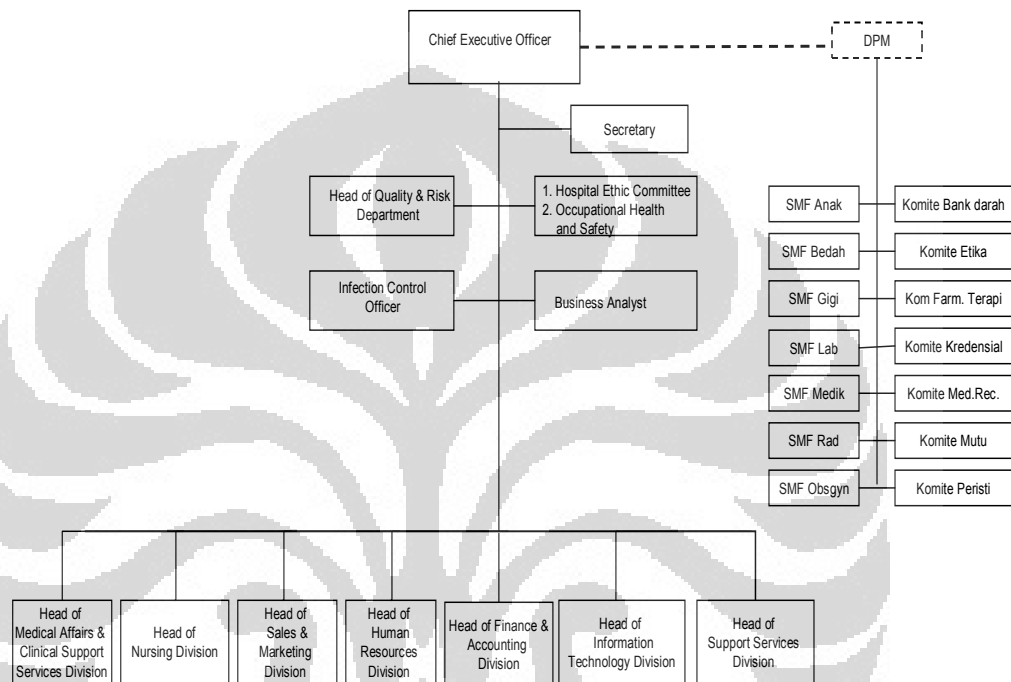 Chief Executive Officer
DPM
Secretary
Head of Quality & Risk
Department
1. Hospital Ethic Committee
2. Occupational Health
and Safety
Infection Control
Officer
Business Analyst
SMF Anak
Komite Bank darah
SMF Bedah
Komite Etika
SMF Gigi
Kom Farm. Terapi
SMF Lab
Komite Kredensial
SMF Medik
Komite Med.Rec.
SMF Rad
Komite Mutu
SMF Obsgyn
Komite Peristi
Head of
Medical Affairs &
Clinical Support
Services Division
Head of
Nursing Division
Head of
Sales &
Marketing
Division
Head of
Human
Resources
Division
Head of Finance &
Accounting
Division
Head of
Information
Technology Division
Head of
Support Services
Division